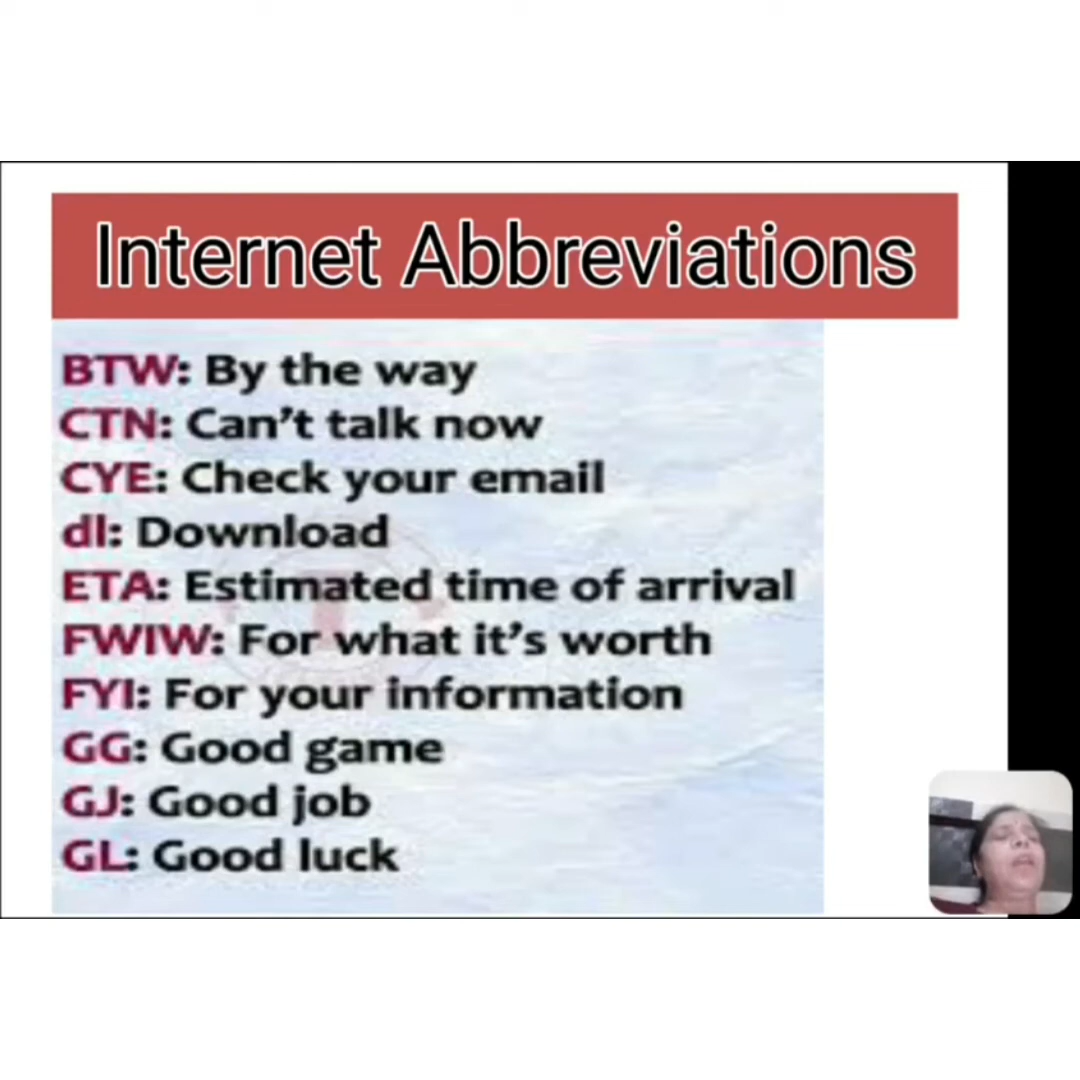 Internet Abbreviations
BTW: By the way
CTN: Can't talk now
CYE: Check your email
dl: Download
ETA: Estimated time of arrival
FWIW: For what it's worth
FYI: For your information
GG: Good game
GJ: Good job
GL: Good luck